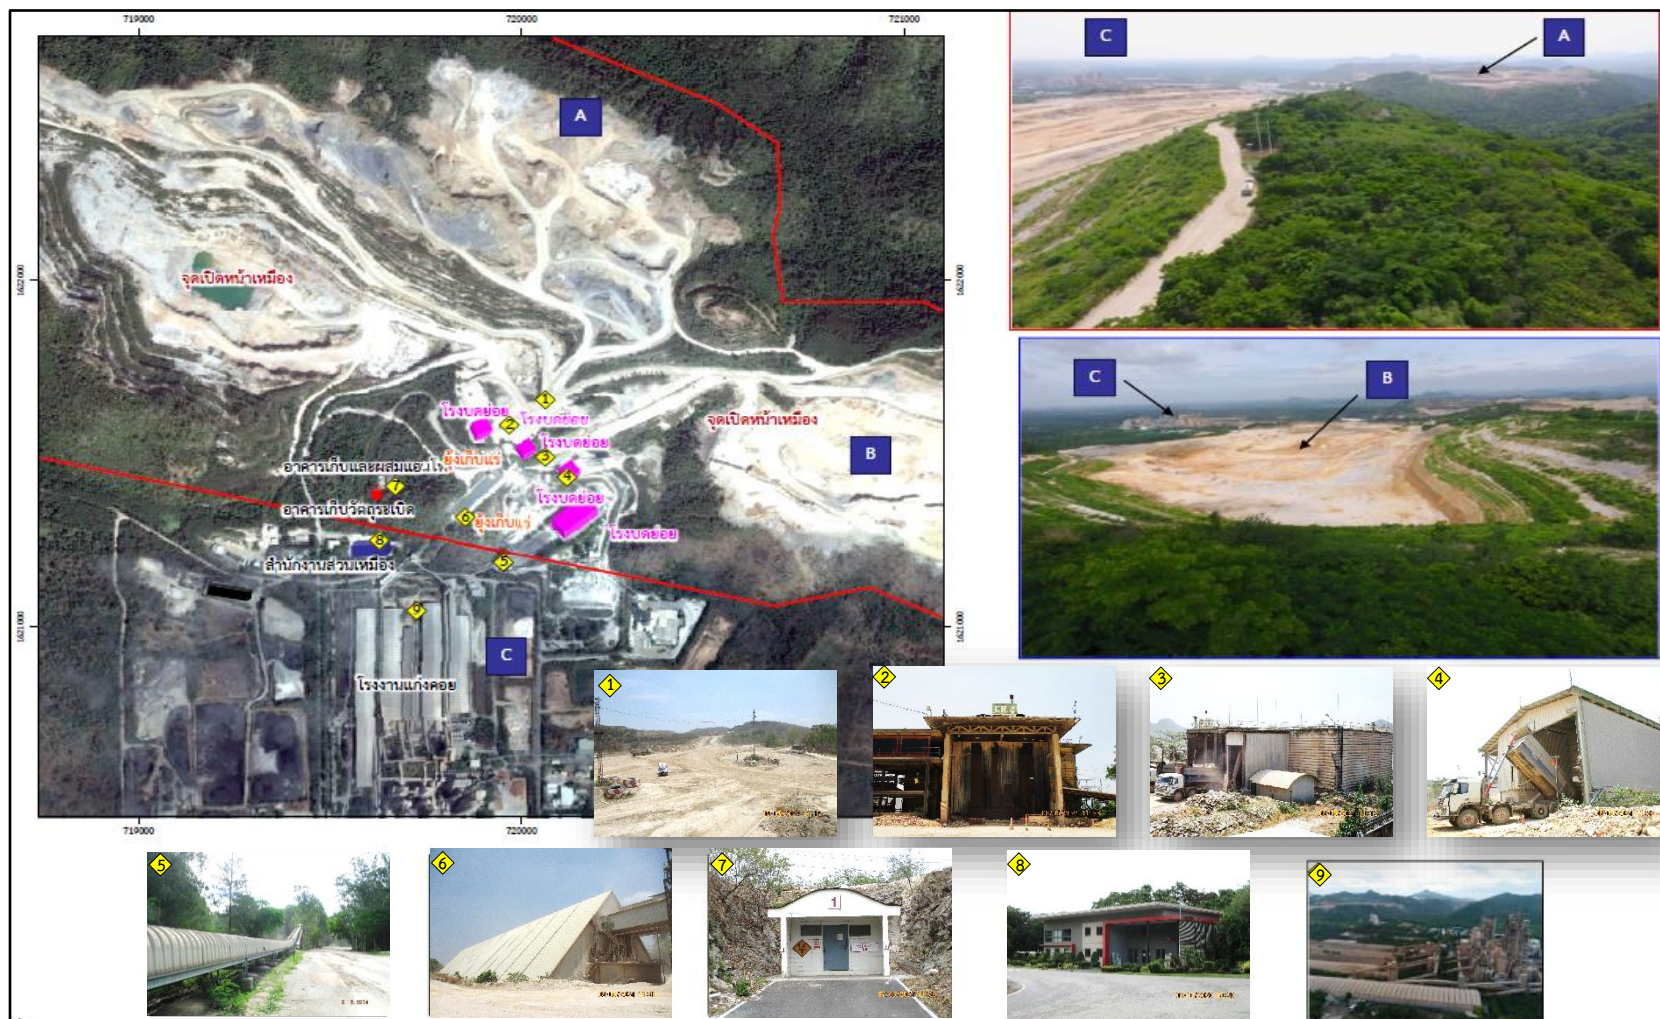 719000
720000
721000
C
A
A
1622000
จุดเปิดหน้าเหมือง
1622000
C
B
1
โรงบดย่อย
2
โรงบดย่อย
จุดเปิดหน้าเหมือง
โรงบดย่อย
3
B
ยุ้งเก็บแร่
อาคารเก็บและผสมแอมโ
4
7
โรงบดย่อย
อาคารเก็บวัตถุระเบิด
6
ยุ้งเก็บแร่
โรงบดย่อย
8
สำนักงานส่วนเหมือง
5
9
1621000
1621000
C
โรงงานแก่งคอย
719000
720000
1
2
3
4
5
6
7
1
8
9